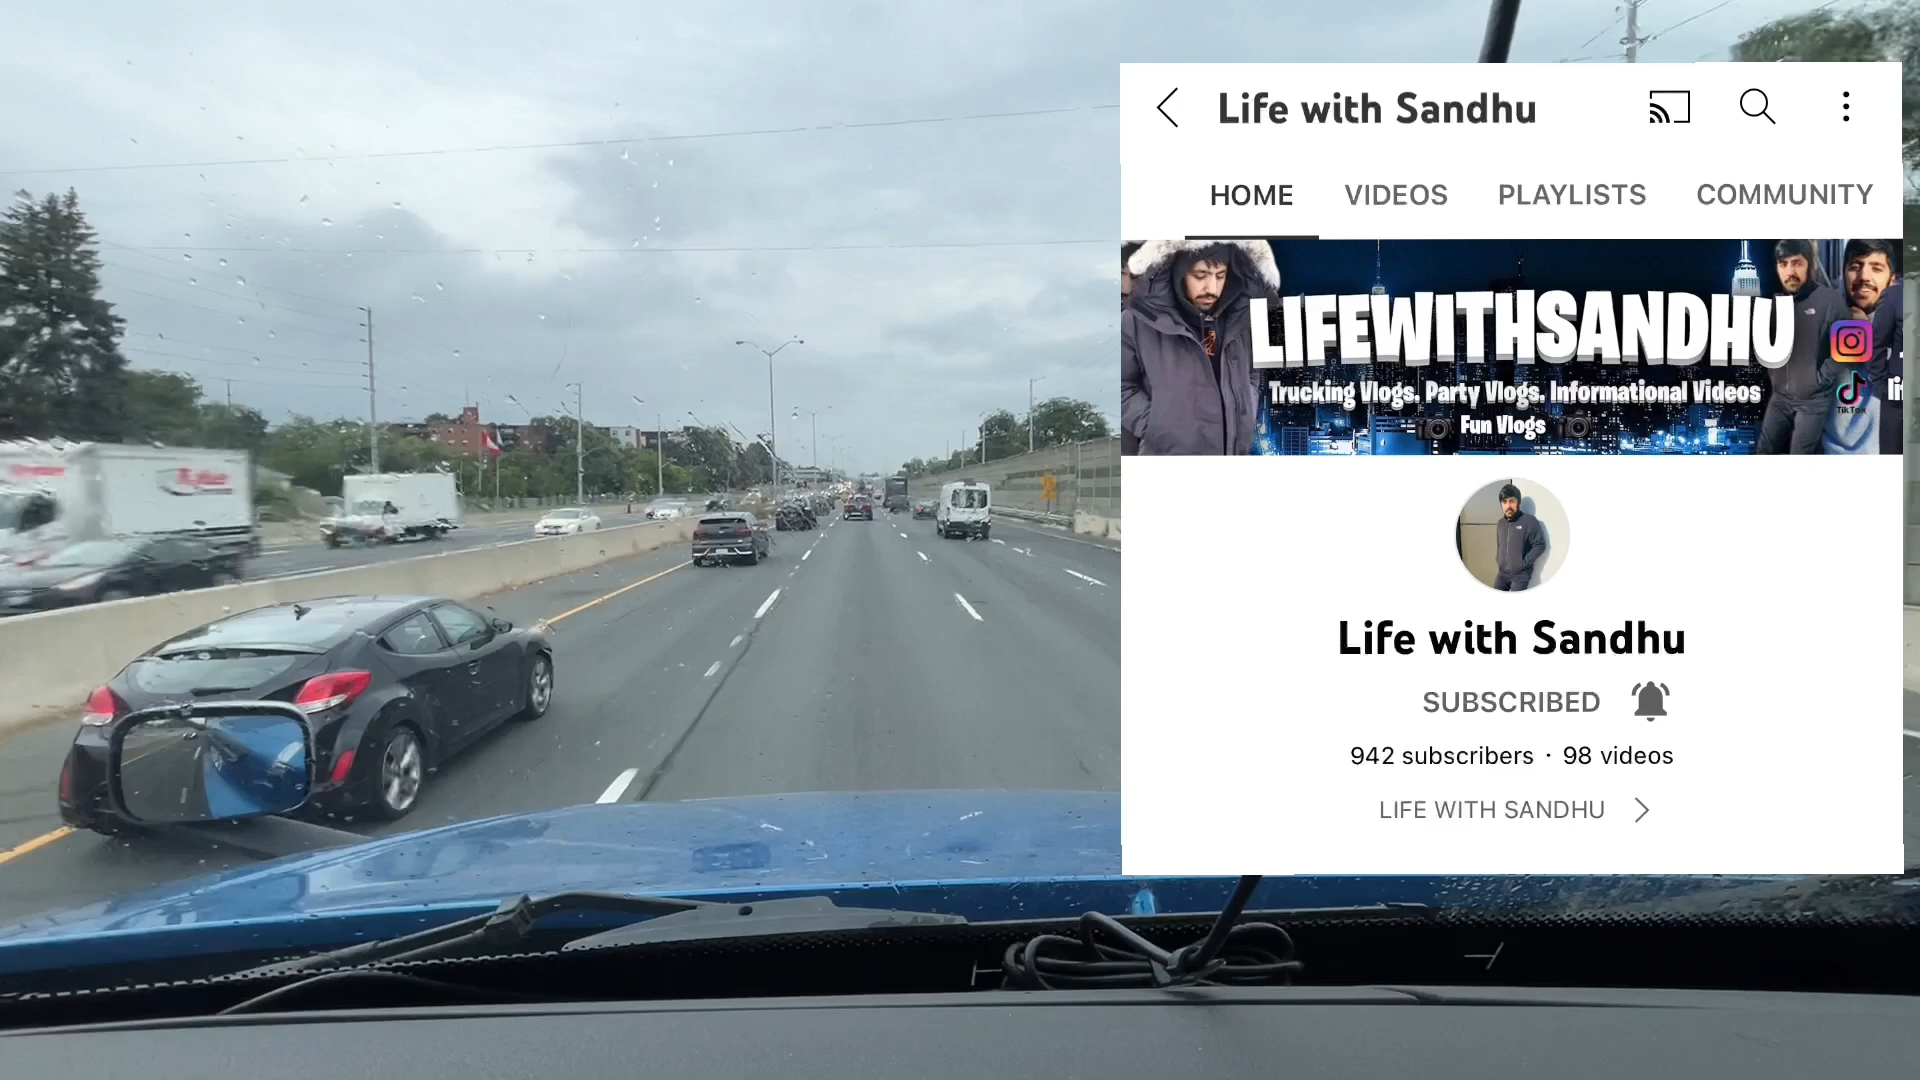 Life with Sandhu
HOME VIDEOS PLAYLISTS COMMUNITY
LIFEWITHSANDHU
Trucking Vlogs. Party Vlogs. Informational Videos
Fun Vlogs
TikTok
Life with Sandhu
SUBSCRIBED
942 subscribers · 98 videos
LIFE WITH SANDHU